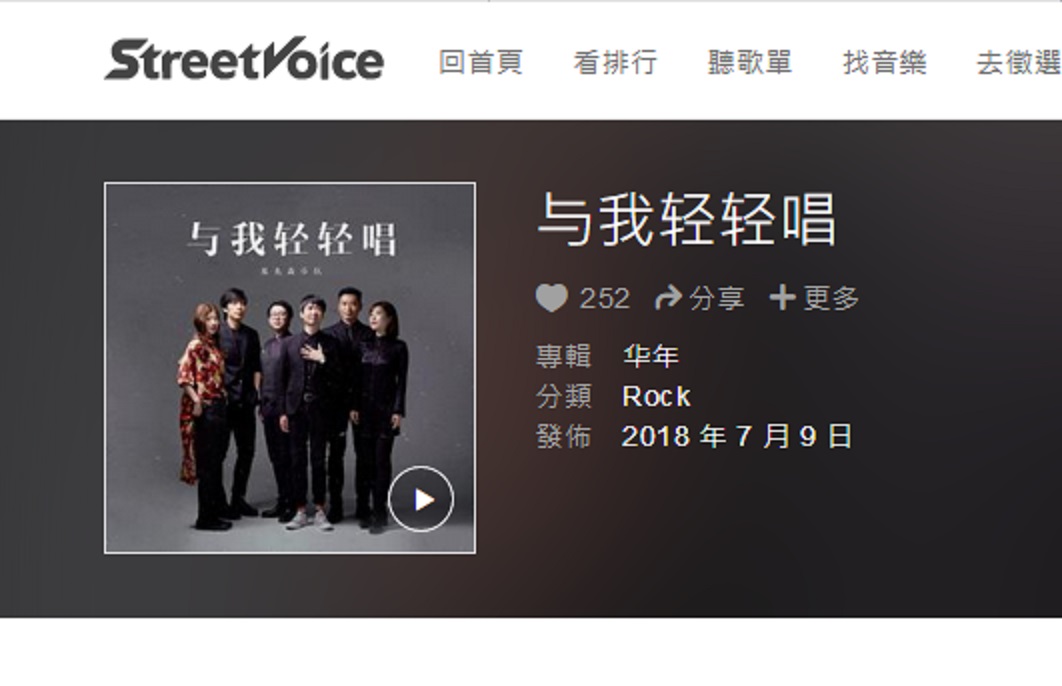 StreetVoice 回首頁 看排行 聽歌單 找音樂 去徵選
与我轻轻唱
与我轻轻唱
252 分享 更多
專輯 华年
分類 Rock
發佈 2018 年 7 月 9 日